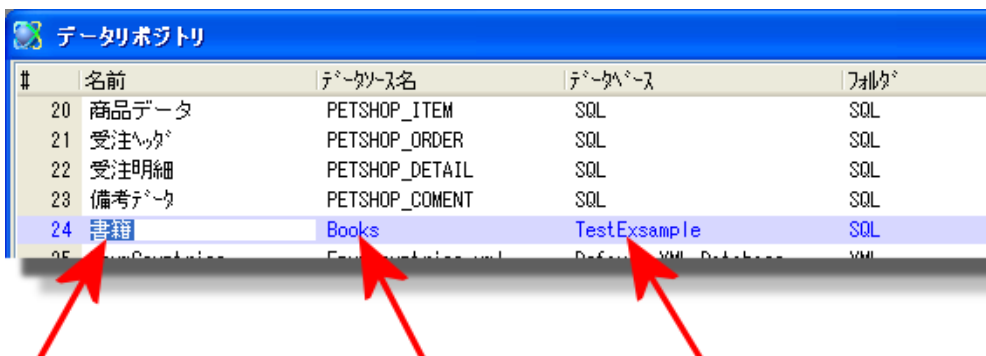 データリポジトリ
# 名前 データソース名 データベース フォルダ
20 商品データ PETSHOP_ITEM SQL SQL
21 受注ヘッダ PETSHOP_ORDER SQL SQL
22 受注明細 PETSHOP_DETAIL SQL SQL
23 備考データ PETSHOP_COMENT SQL SQL
24 書籍 Books TestExsample SQL